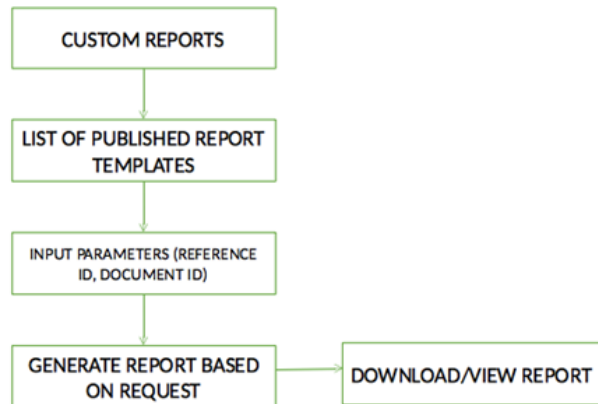 CUSTOM REPORTS
LIST OF PUBLISHED REPORT
TEMPLATES
INPUT PARAMETERS (REFERENCE
ID, DOCUMENT ID)
GENERATE REPORT BASED
ON REQUEST
DOWNLOAD/VIEW REPORT